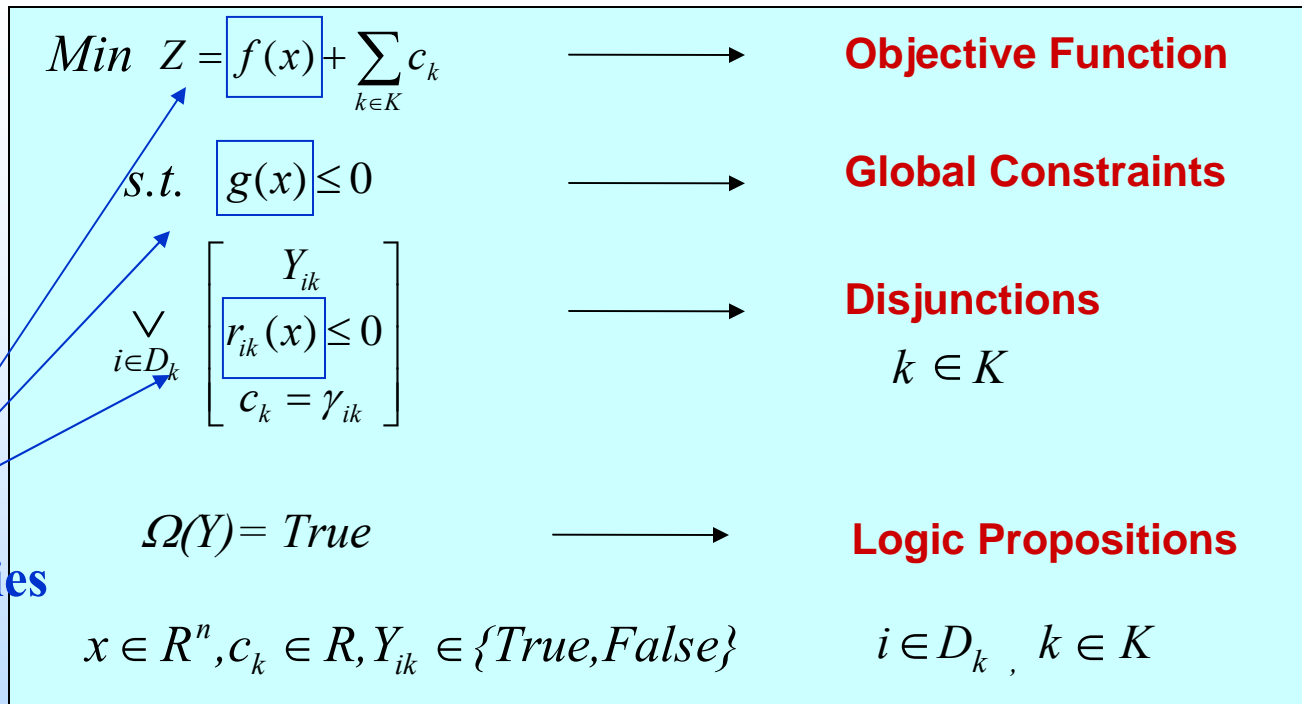 Min Z = f(x) + ∑ c_k
k∈K
Objective Function
s.t. g(x) ≤ 0
Global Constraints
Y_ik
∨ r_ik(x) ≤ 0
i∈D_k
c_k = γ_ik
Disjunctions
k ∈ K
Ω(Y) = True
Logic Propositions
x ∈ R^n, c_k ∈ R, Y_ik ∈ {True, False}
i ∈ D_k , k ∈ K